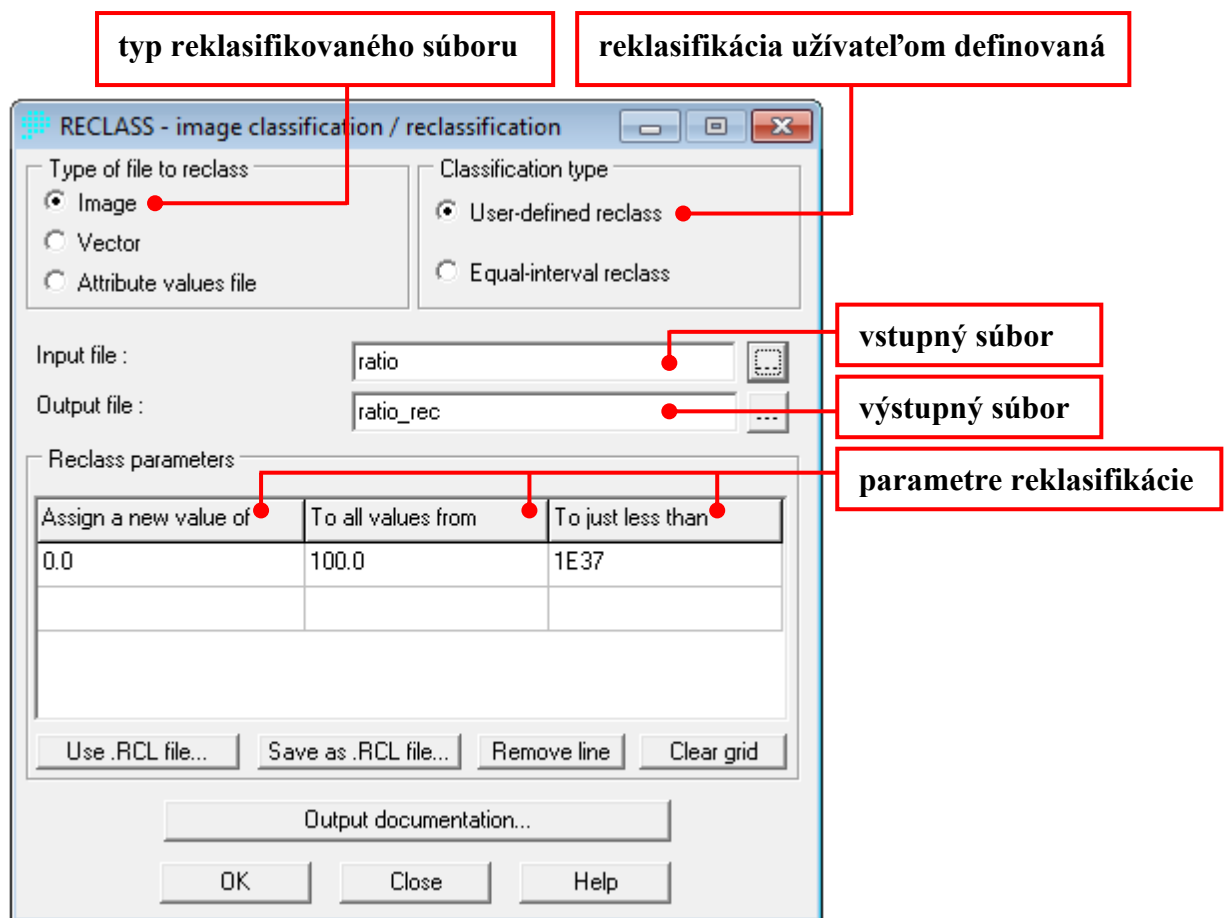 typ reklasifikovaného súboru
reklasifikácia užívateľom definovaná
RECLASS - image classification / reclassification
Type of file to reclass
Image
Vector
Attribute values file
Classification type
User-defined reclass
Equal-interval reclass
Input file :
ratio
...
vstupný súbor
Output file :
ratio_rec
...
výstupný súbor
Reclass parameters
parametre reklasifikácie
Assign a new value of To all values from To just less than
0.0 100.0 1E37
Use .RCL file... Save as .RCL file... Remove line Clear grid
Output documentation...
OK Close Help